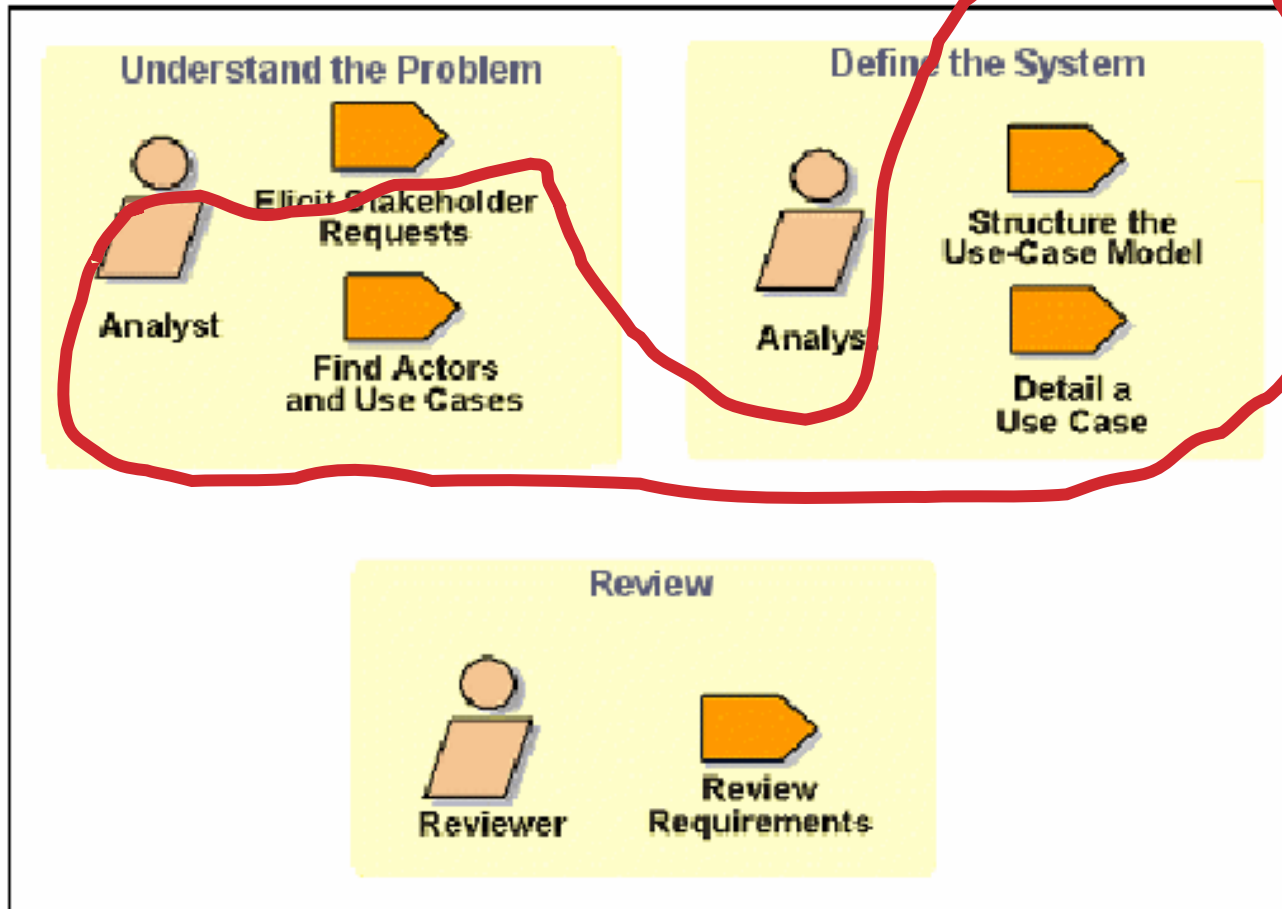 Understand the Problem
Elicit Stakeholder
Requests
Analyst
Find Actors
and Use Cases
Define the System
Structure the
Use-Case Model
Analyst
Detail a
Use Case
Review
Reviewer
Review
Requirements